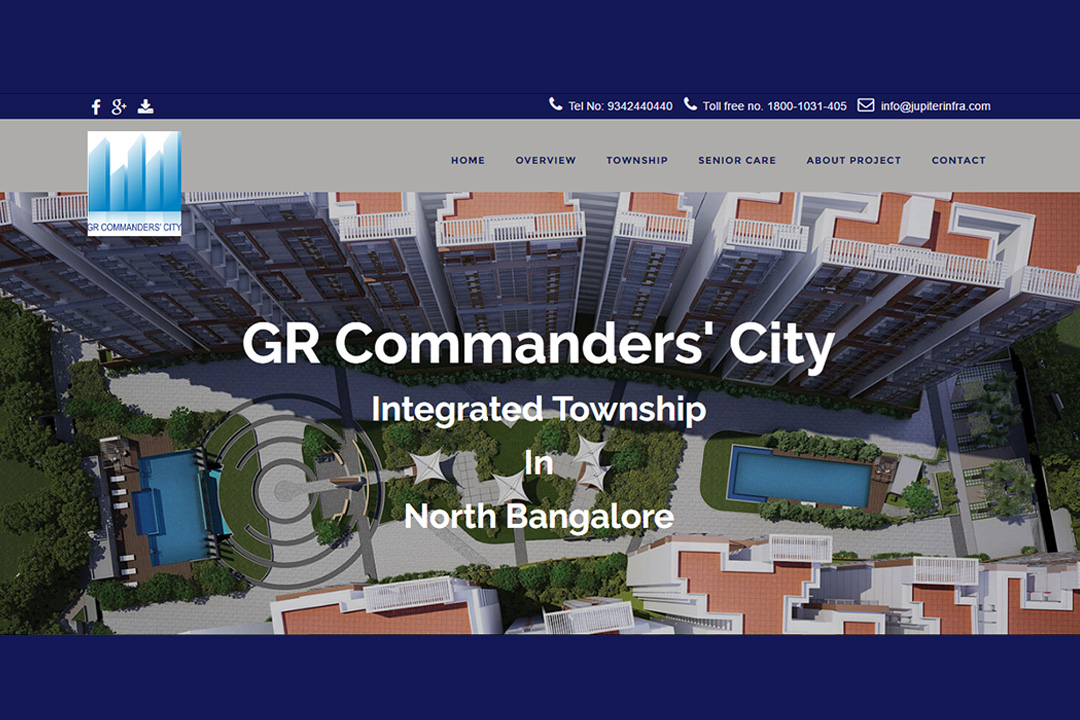 Tel No: 9342440440 Toll free no. 1800-1031-405 info@jupiterinfra.com
HOME OVERVIEW TOWNSHIP SENIOR CARE ABOUT PROJECT CONTACT
GR COMMANDERS' CITY
GR Commanders' City
Integrated Township
In
North Bangalore